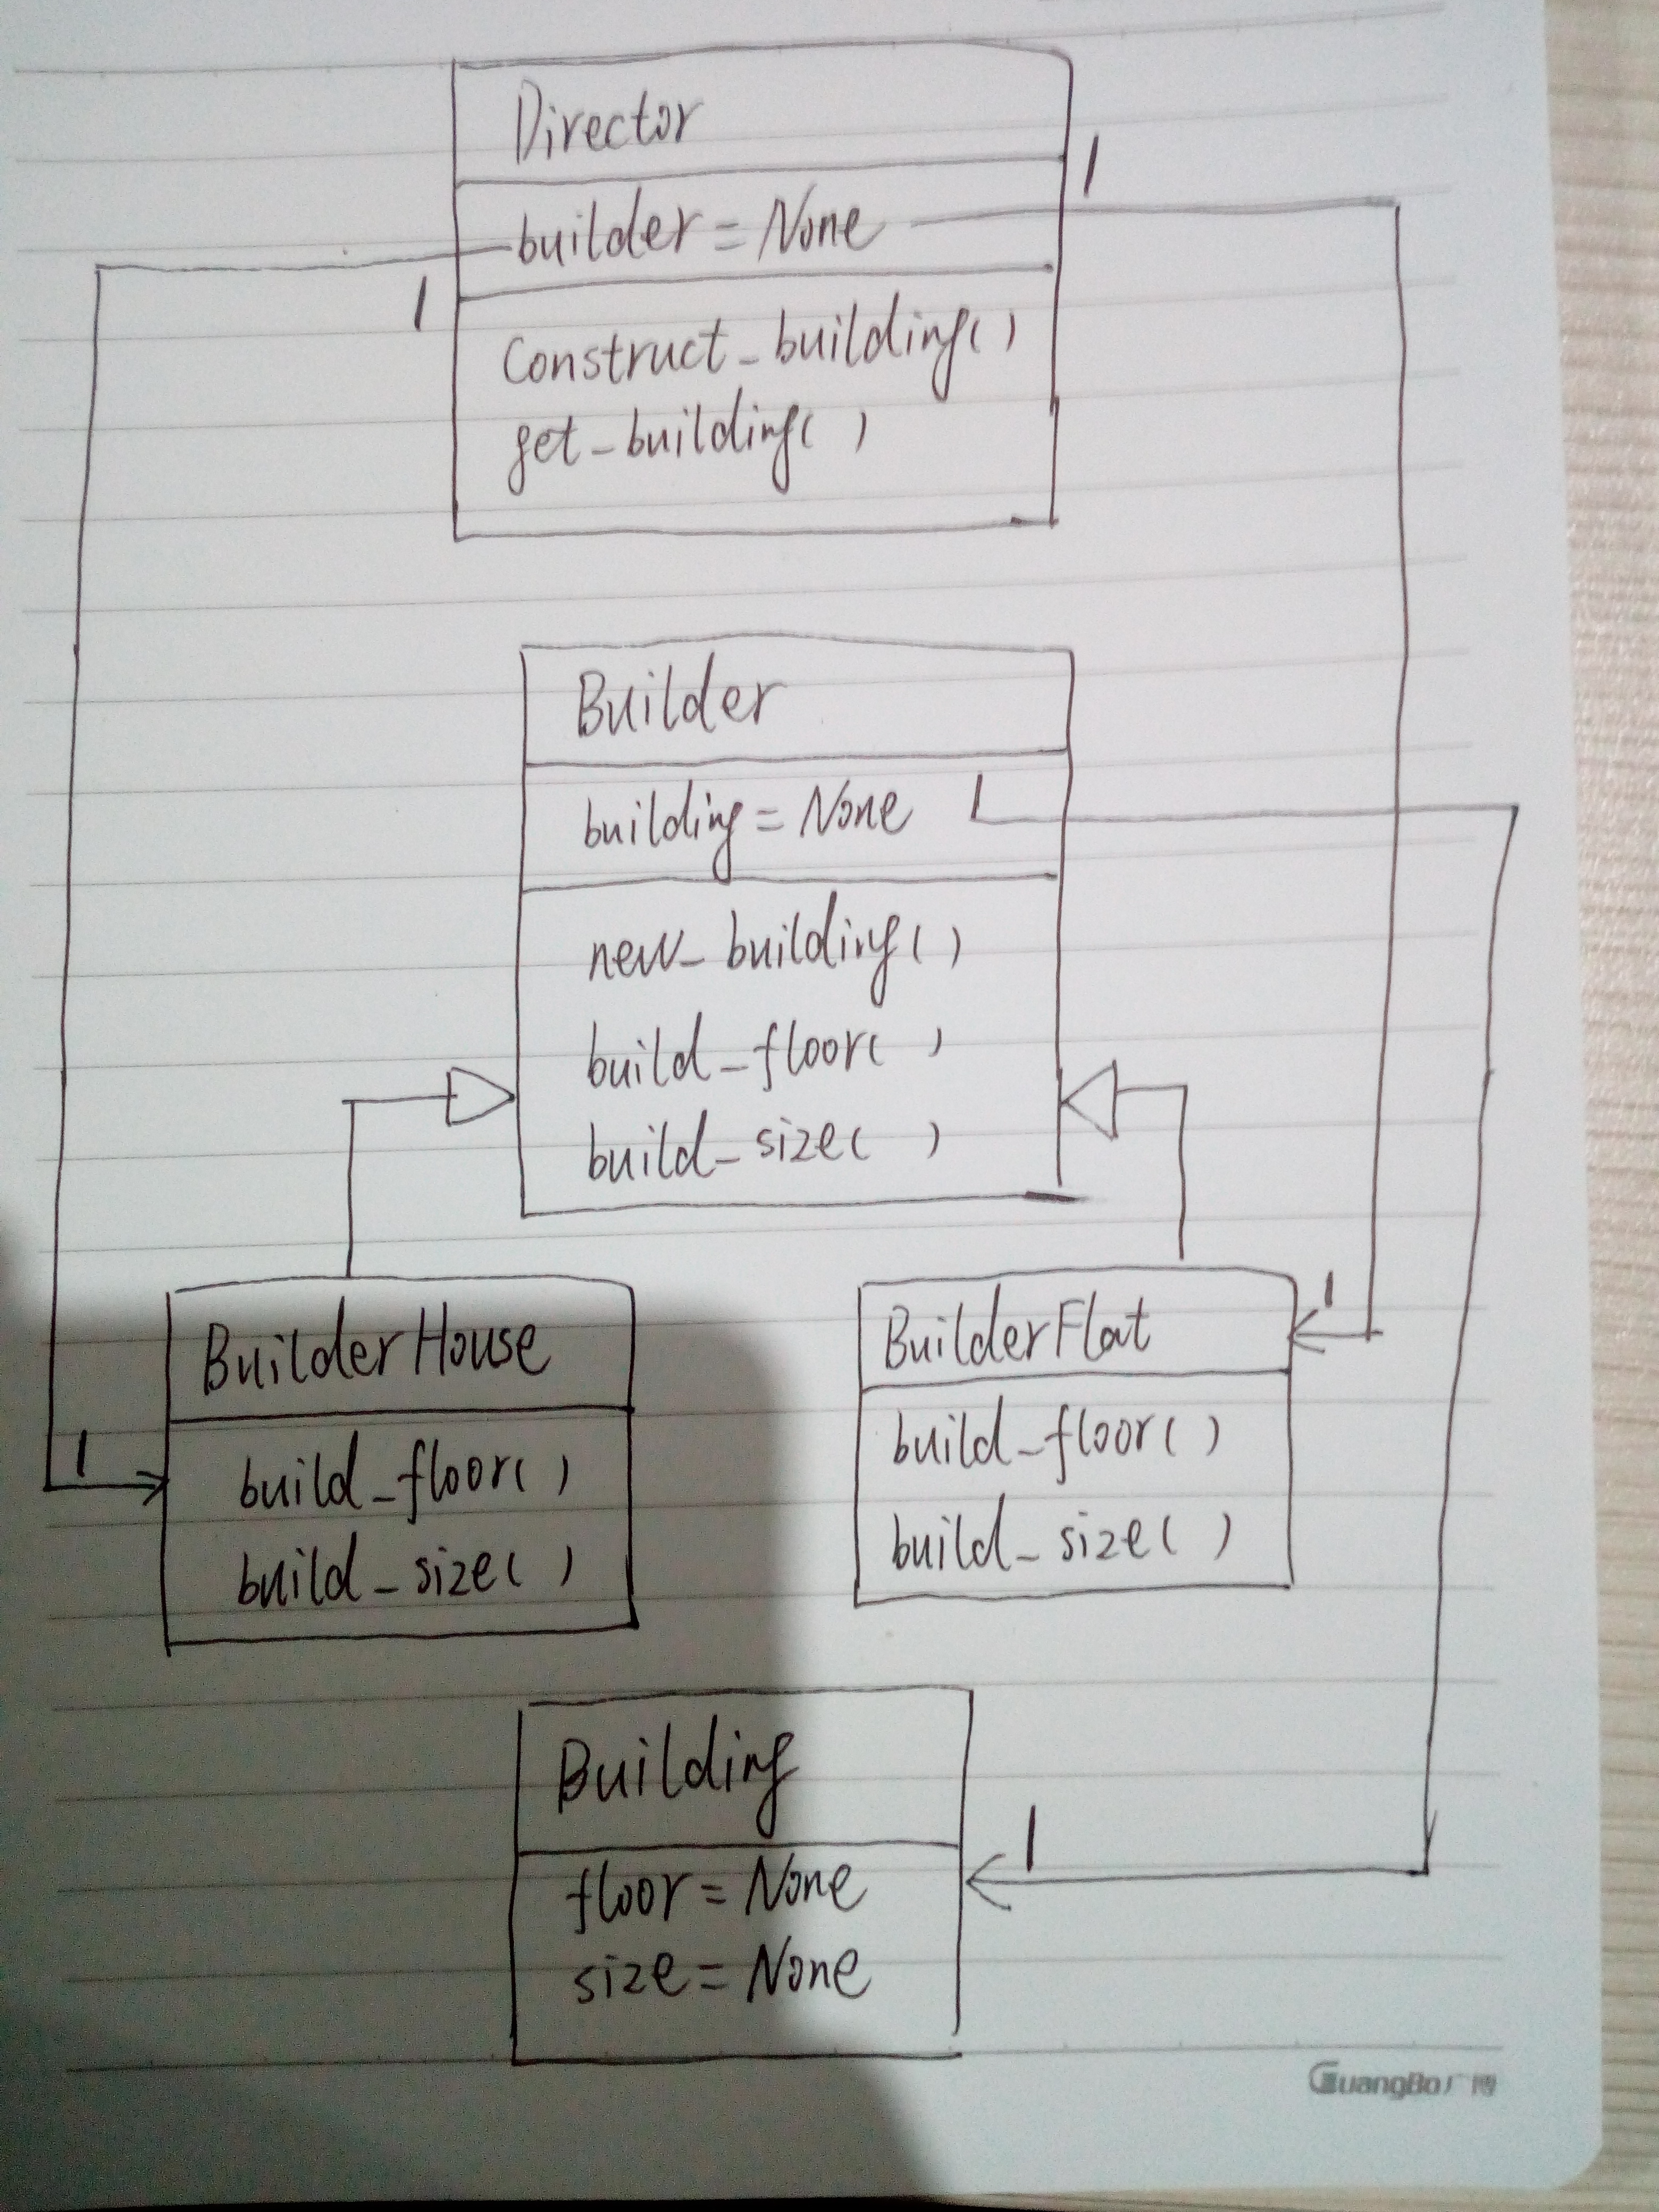 Director
1
builder = None
1
construct_building()
get_building()
Builder
building = None
1
new_building()
build_floor()
build_size()
BuilderHouse
build_floor()
build_size()
1
BuilderFlat
1
build_floor()
build_size()
Building
1
floor = None
size = None
GuangBo广博